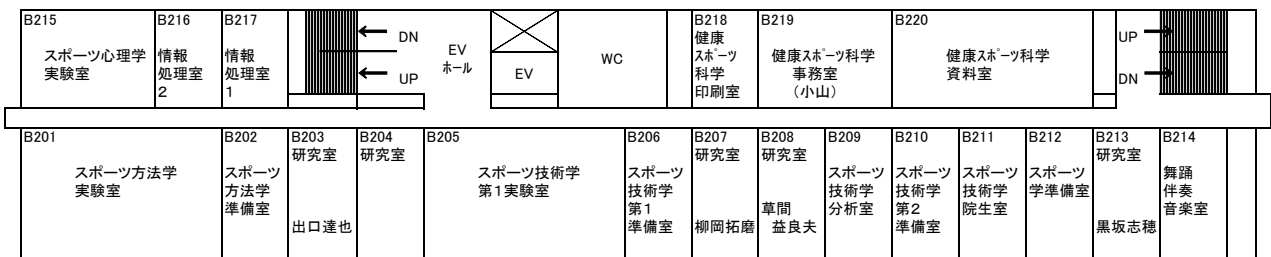 B215
スポーツ心理学
実験室
B216
情報
処理室
2
B217
情報
処理室
1
DN
UP
EV
ホール
EV
WC
B218
健康
スポーツ
科学
印刷室
B219
健康スポーツ科学
事務室
(小山)
B220
健康スポーツ科学
資料室
UP
DN
B201
スポーツ方法学
実験室
B202
スポーツ
方法学
準備室
B203
研究室
出口達也
B204
研究室
B205
スポーツ技術学
第1実験室
B206
スポーツ
技術学
第1
準備室
B207
研究室
柳岡拓磨
B208
研究室
草間
益良夫
B209
スポーツ
技術学
分析室
B210
スポーツ
技術学
第2
準備室
B211
スポーツ
技術学
院生室
B212
スポーツ
学準備室
B213
研究室
黒坂志穂
B214
舞踊
伴奏
音楽室